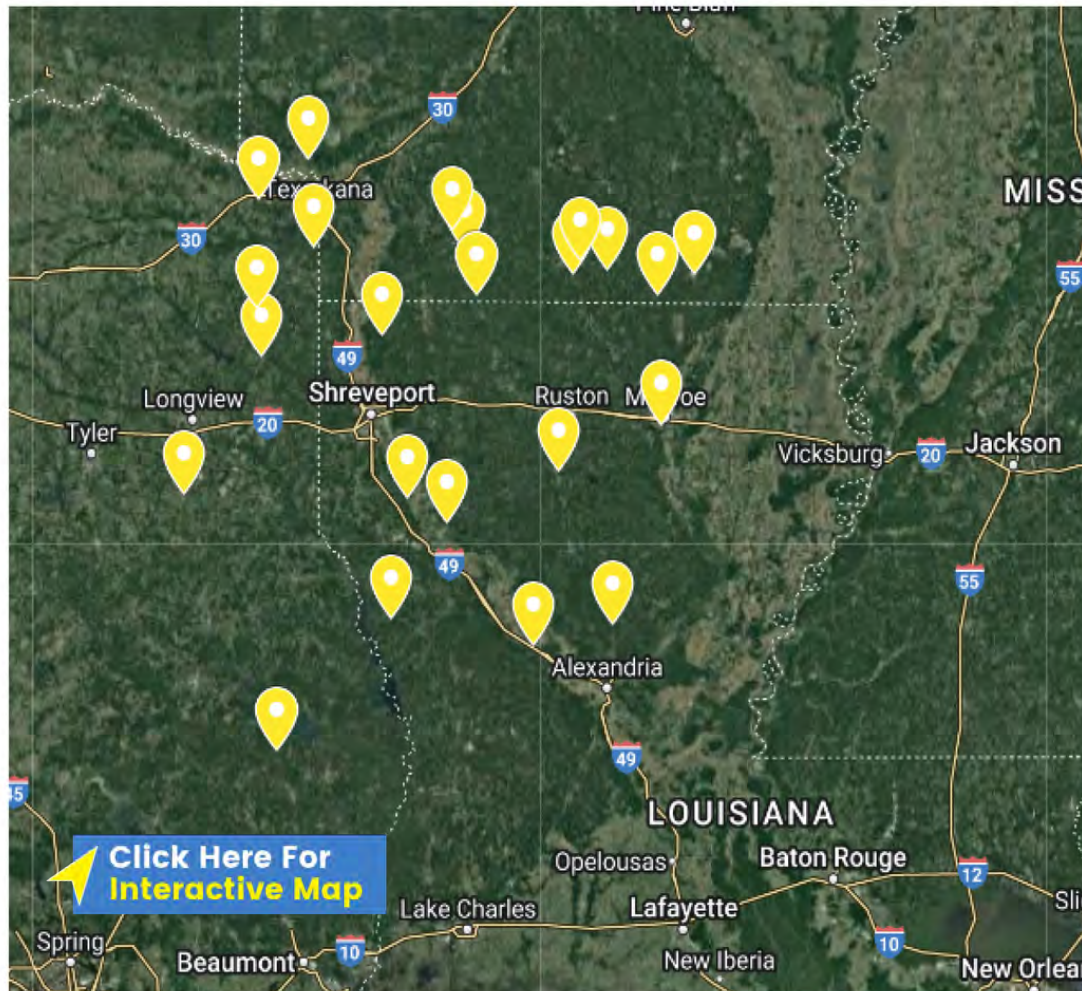 30
Texarkana
MISS
30
55
49
Shreveport
Ruston
Monroe
Longview
20
Tyler
Vicksburg
20
Jackson
49
55
Alexandria
49
45
LOUISIANA
Click Here For
Interactive Map
Opelousas
Baton Rouge
12
Lake Charles
Lafayette
Sli
Spring
Beaumont
10
10
New Iberia
New Orlea